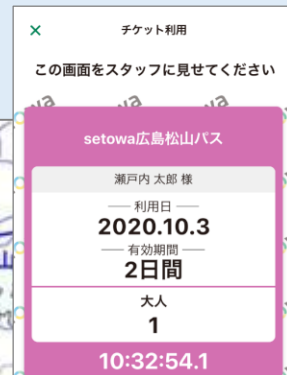 ×
チケット利用
この画面をスタッフに見せてください
wa
wa
wa
setowa広島松山パス
瀬戸内 太郎 様
利用日
2020.10.3
有効期間
2日間
大人
1
10:32:54.1